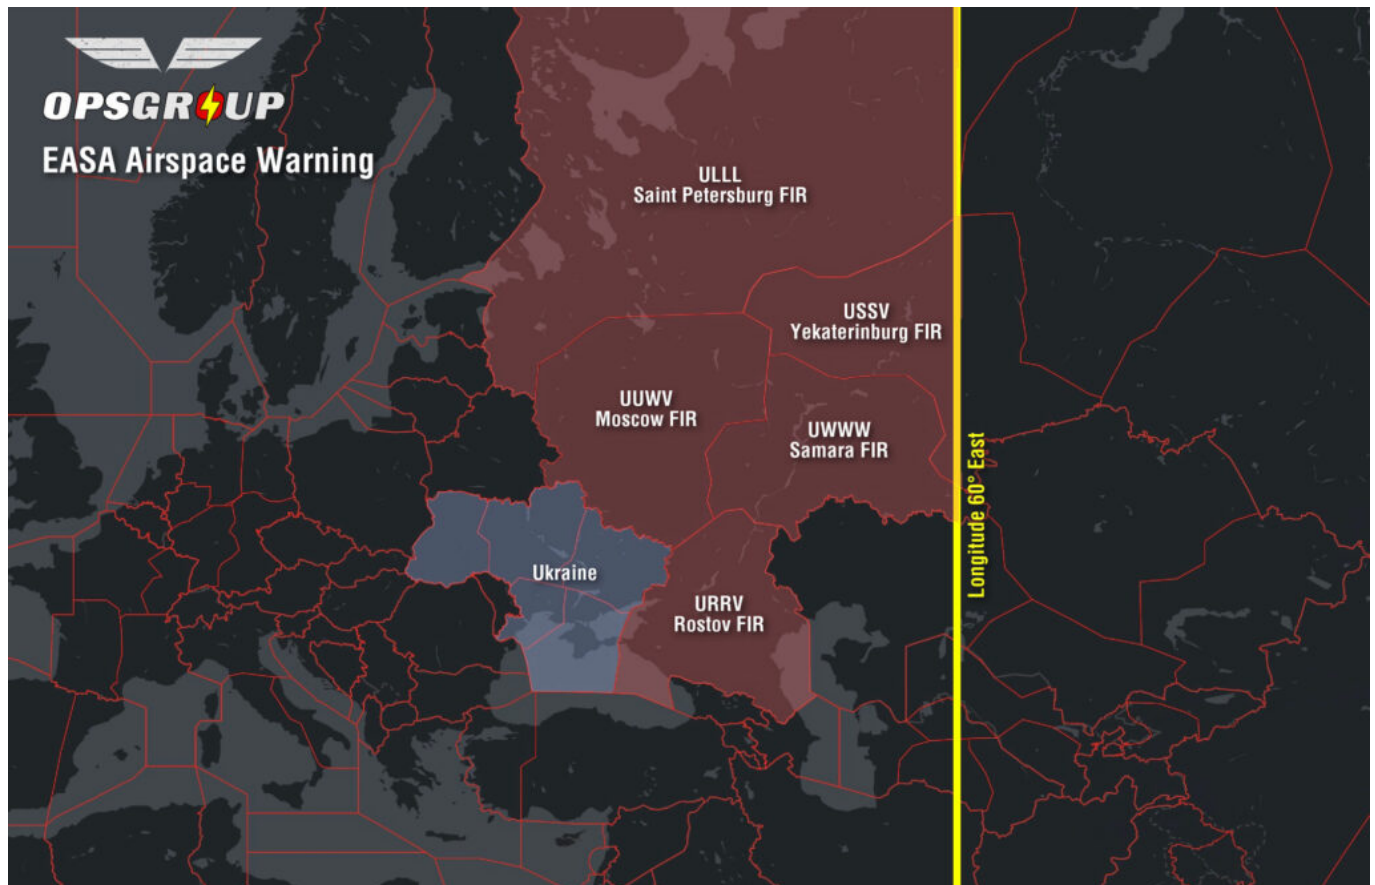 OPSGROUP
EASA Airspace Warning
ULLL
Saint Petersburg FIR
USSV
Yekaterinburg FIR
UUWV
Moscow FIR
UWWW
Samara FIR
Longitude 60° East
Ukraine
URRV
Rostov FIR